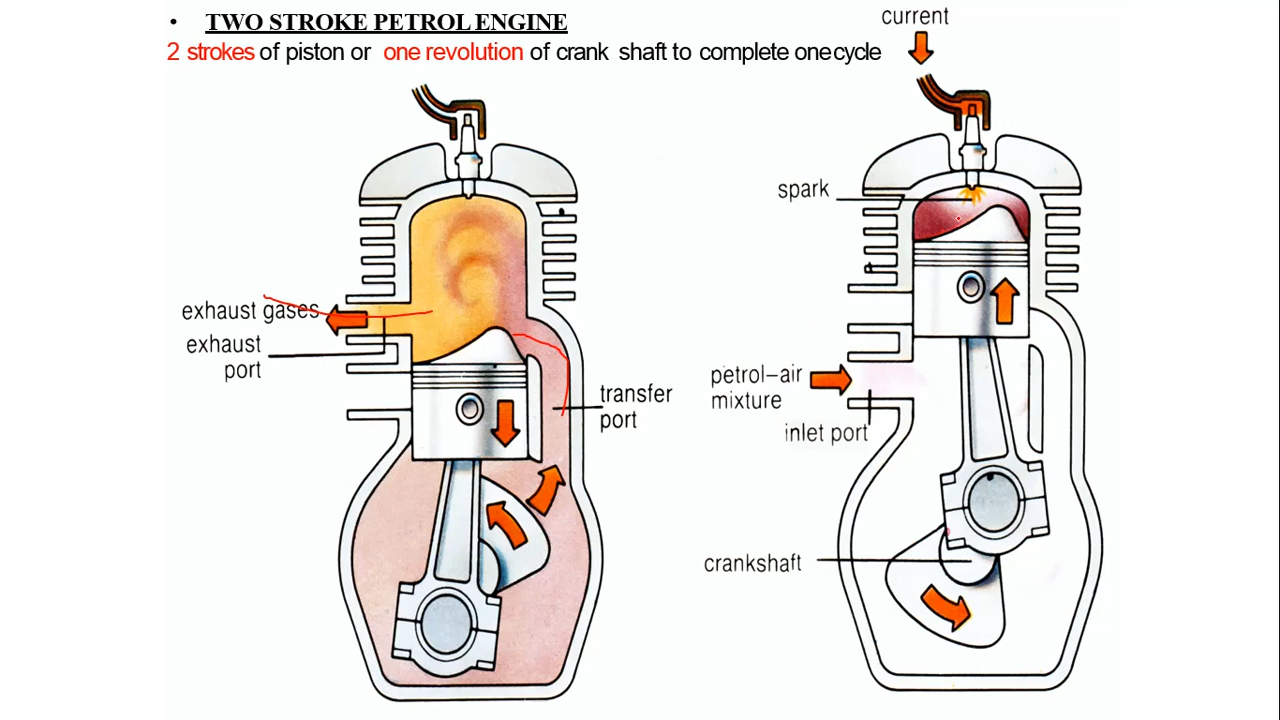 • TWO STROKE PETROL ENGINE
2 strokes of piston or one revolution of crank shaft to complete one cycle
current
spark
exhaust gases
exhaust
port
transfer
port
petrol–air
mixture
inlet port
crankshaft